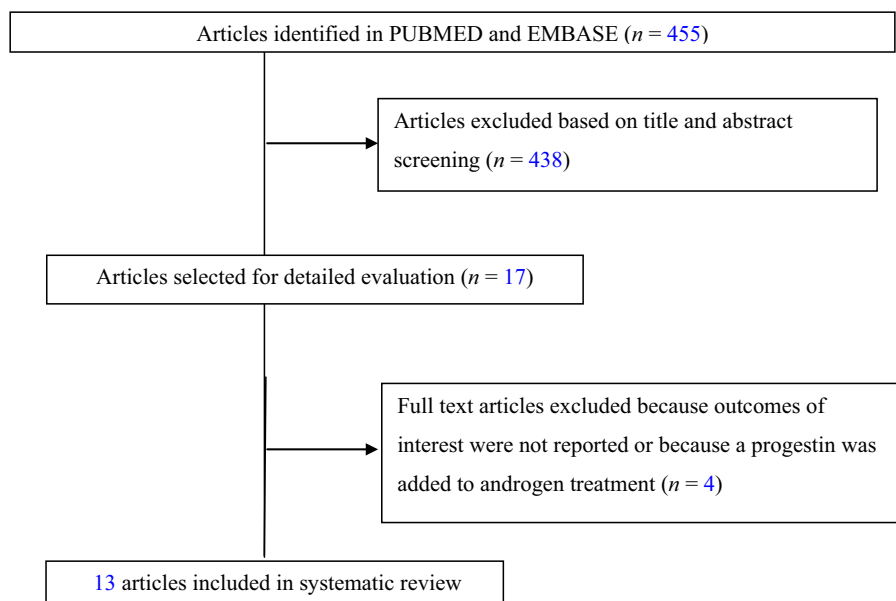 Articles identified in PUBMED and EMBASE (n = 455)
Articles excluded based on title and abstract
screening (n = 438)
Articles selected for detailed evaluation (n = 17)
Full text articles excluded because outcomes of
interest were not reported or because a progestin was
added to androgen treatment (n = 4)
13 articles included in systematic review